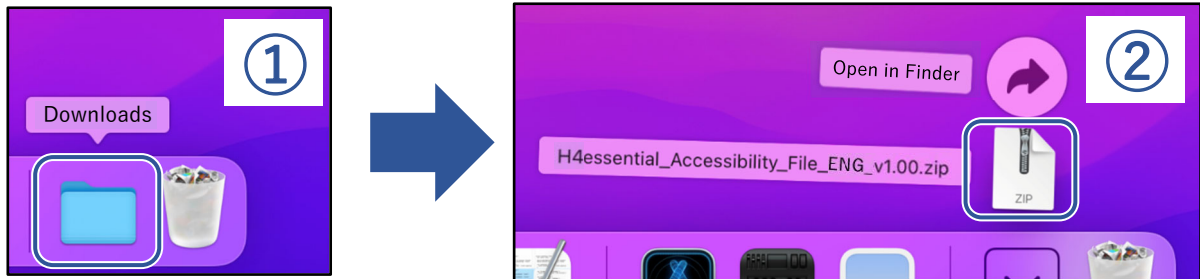 ①
Downloads
②
Open in Finder
H4essential_Accessibility_File_ENG_v1.00.zip
ZIP